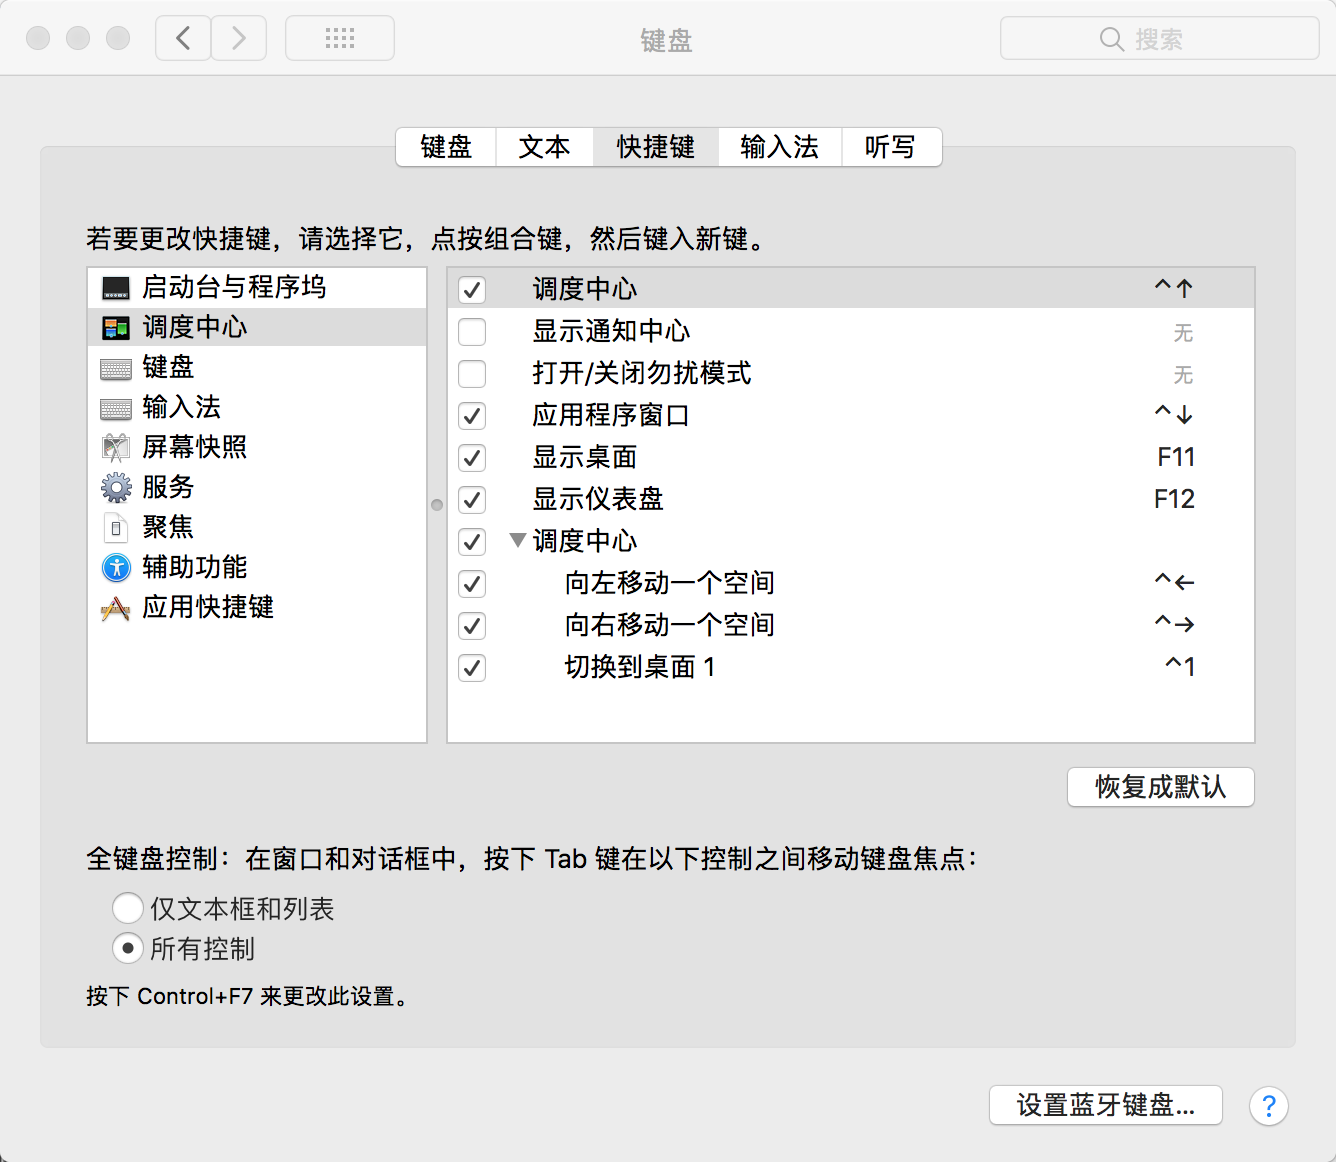 键盘
搜索
键盘 文本 快捷键 输入法 听写
若要更改快捷键，请选择它，点按组合键，然后键入新键。
启动台与程序坞
调度中心
键盘
输入法
屏幕快照
服务
聚焦
辅助功能
应用快捷键
调度中心 ^↑
显示通知中心 无
打开/关闭勿扰模式 无
应用程序窗口 ^↓
显示桌面 F11
显示仪表盘 F12
调度中心
向左移动一个空间 ^←
向右移动一个空间 ^→
切换到桌面 1 ^1
恢复成默认
全键盘控制：在窗口和对话框中，按下 Tab 键在以下控制之间移动键盘焦点：
仅文本框和列表
所有控制
按下 Control+F7 来更改此设置。
设置蓝牙键盘...
?